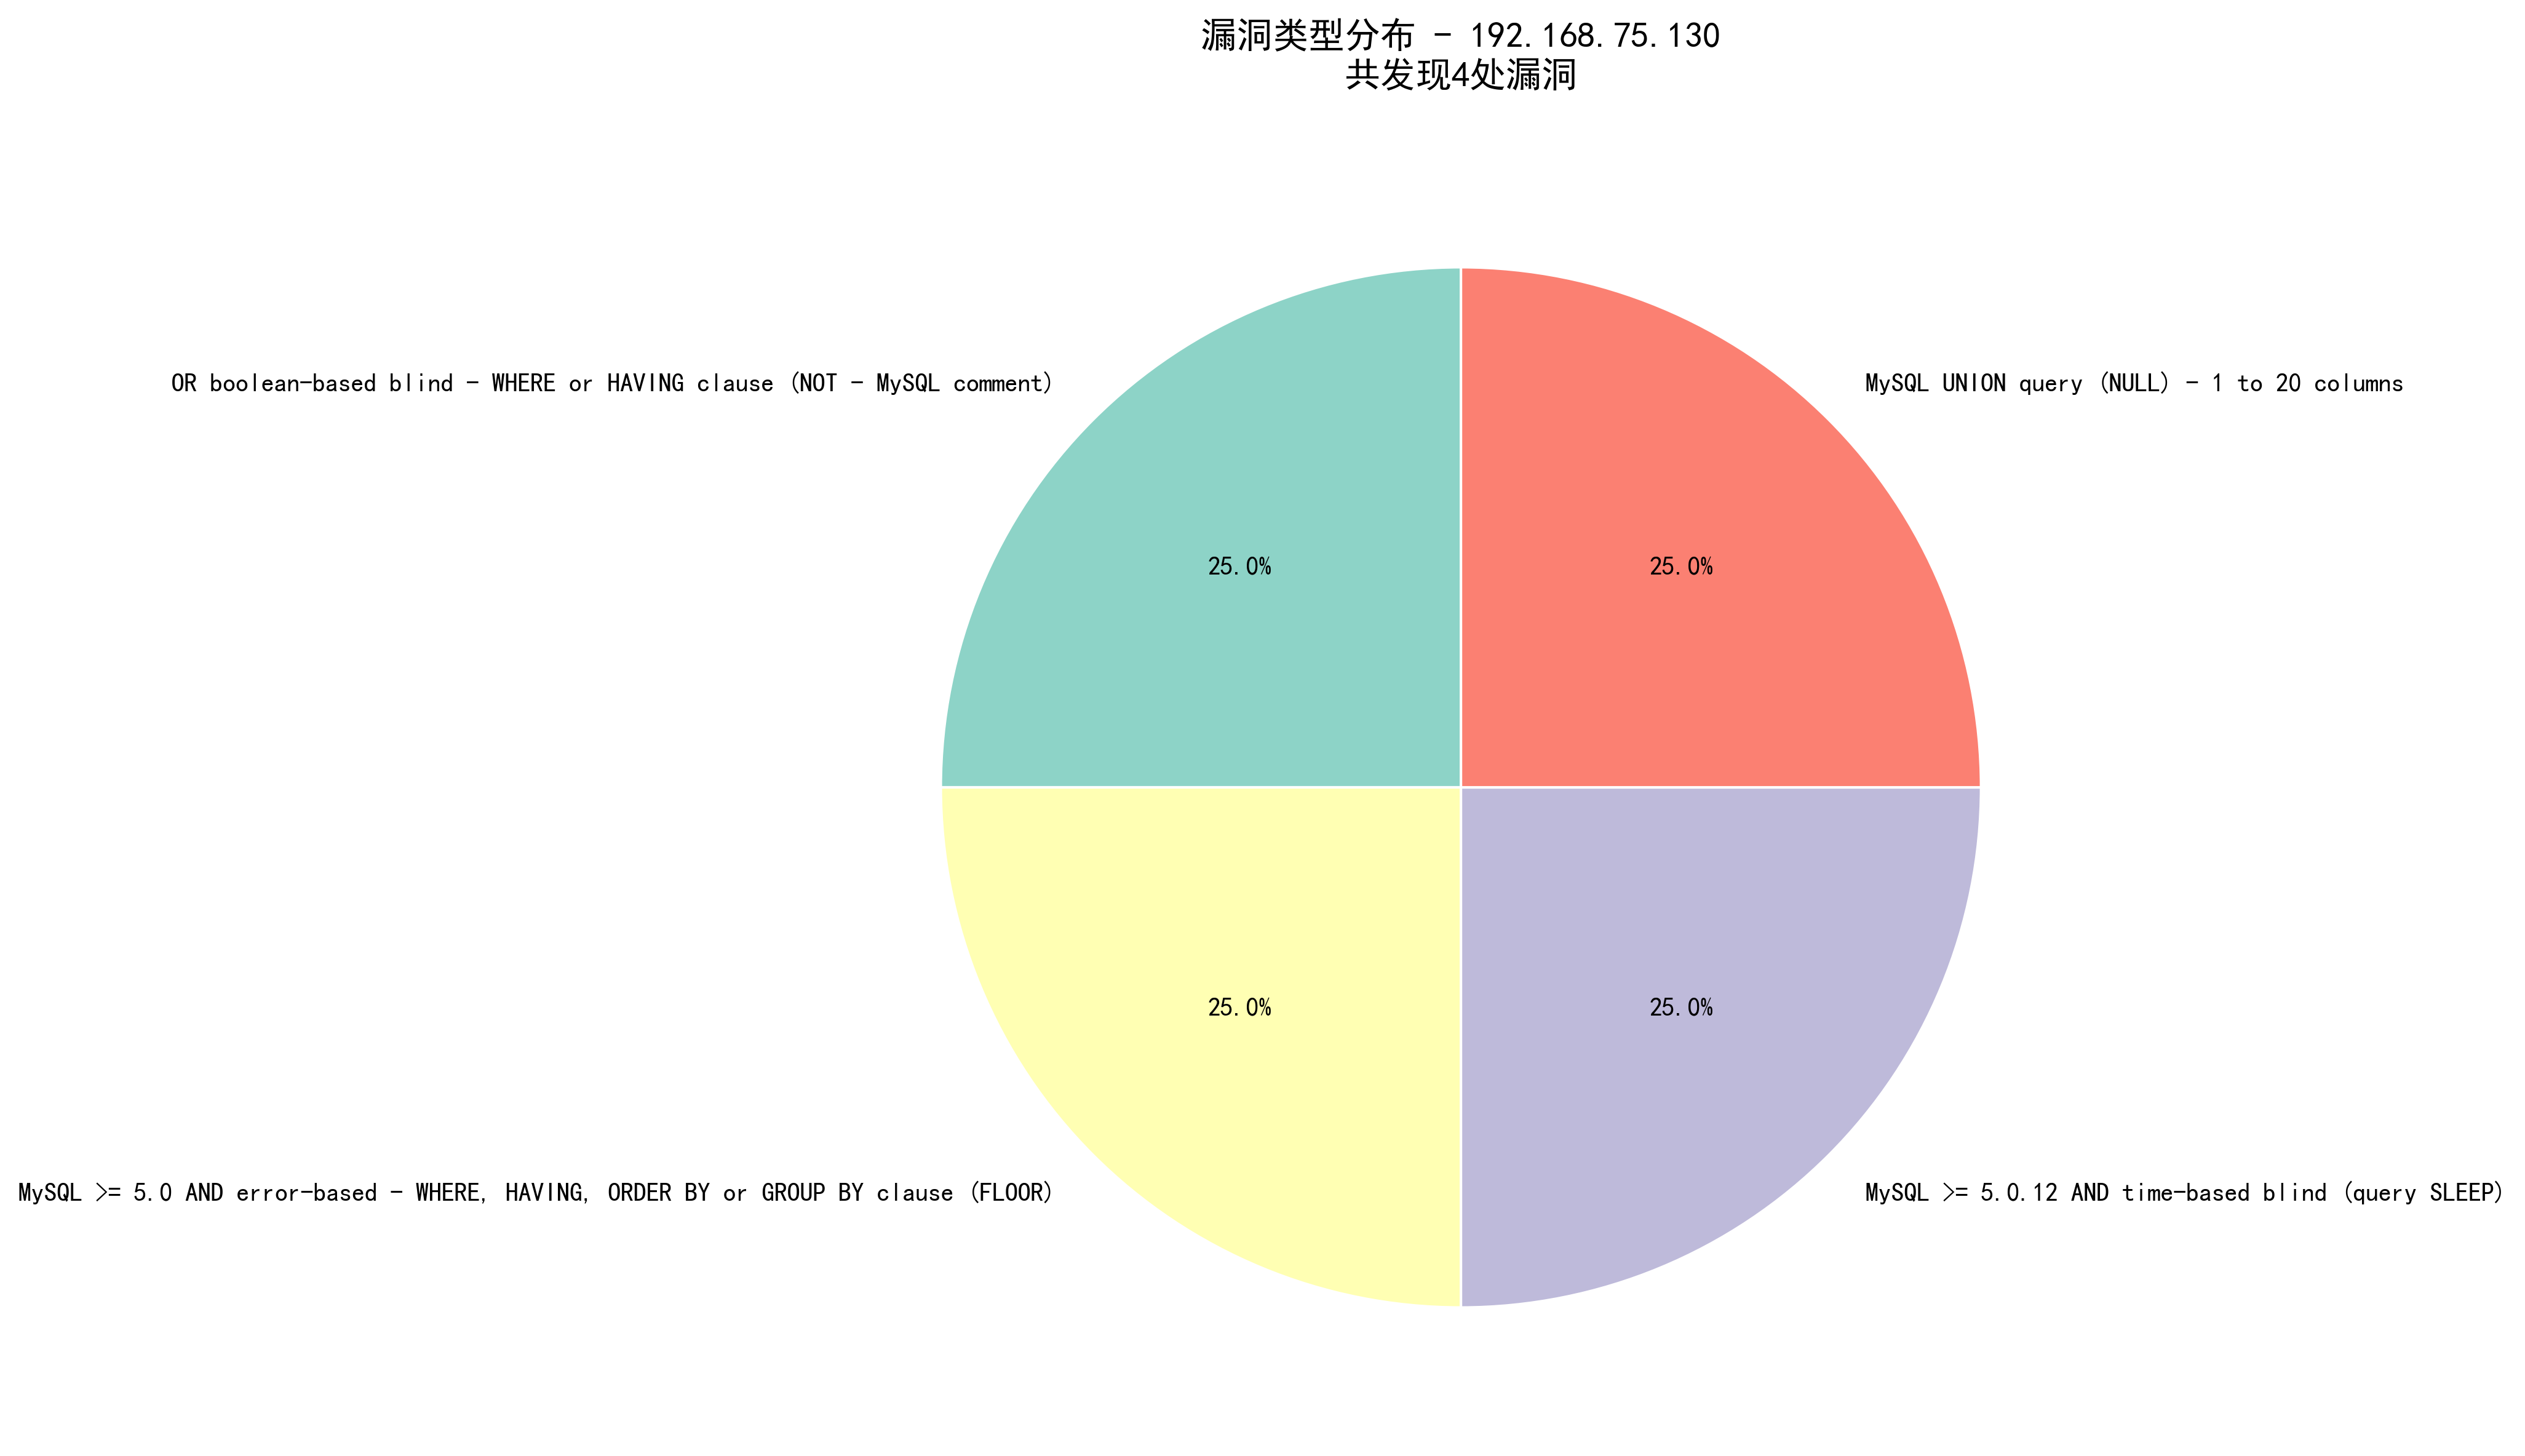 漏洞类型分布 - 192.168.75.130
共发现4处漏洞
OR boolean-based blind - WHERE or HAVING clause (NOT - MySQL comment)
MySQL UNION query (NULL) - 1 to 20 columns
25.0%
25.0%
25.0%
25.0%
MySQL >= 5.0 AND error-based - WHERE, HAVING, ORDER BY or GROUP BY clause (FLOOR)
MySQL >= 5.0.12 AND time-based blind (query SLEEP)